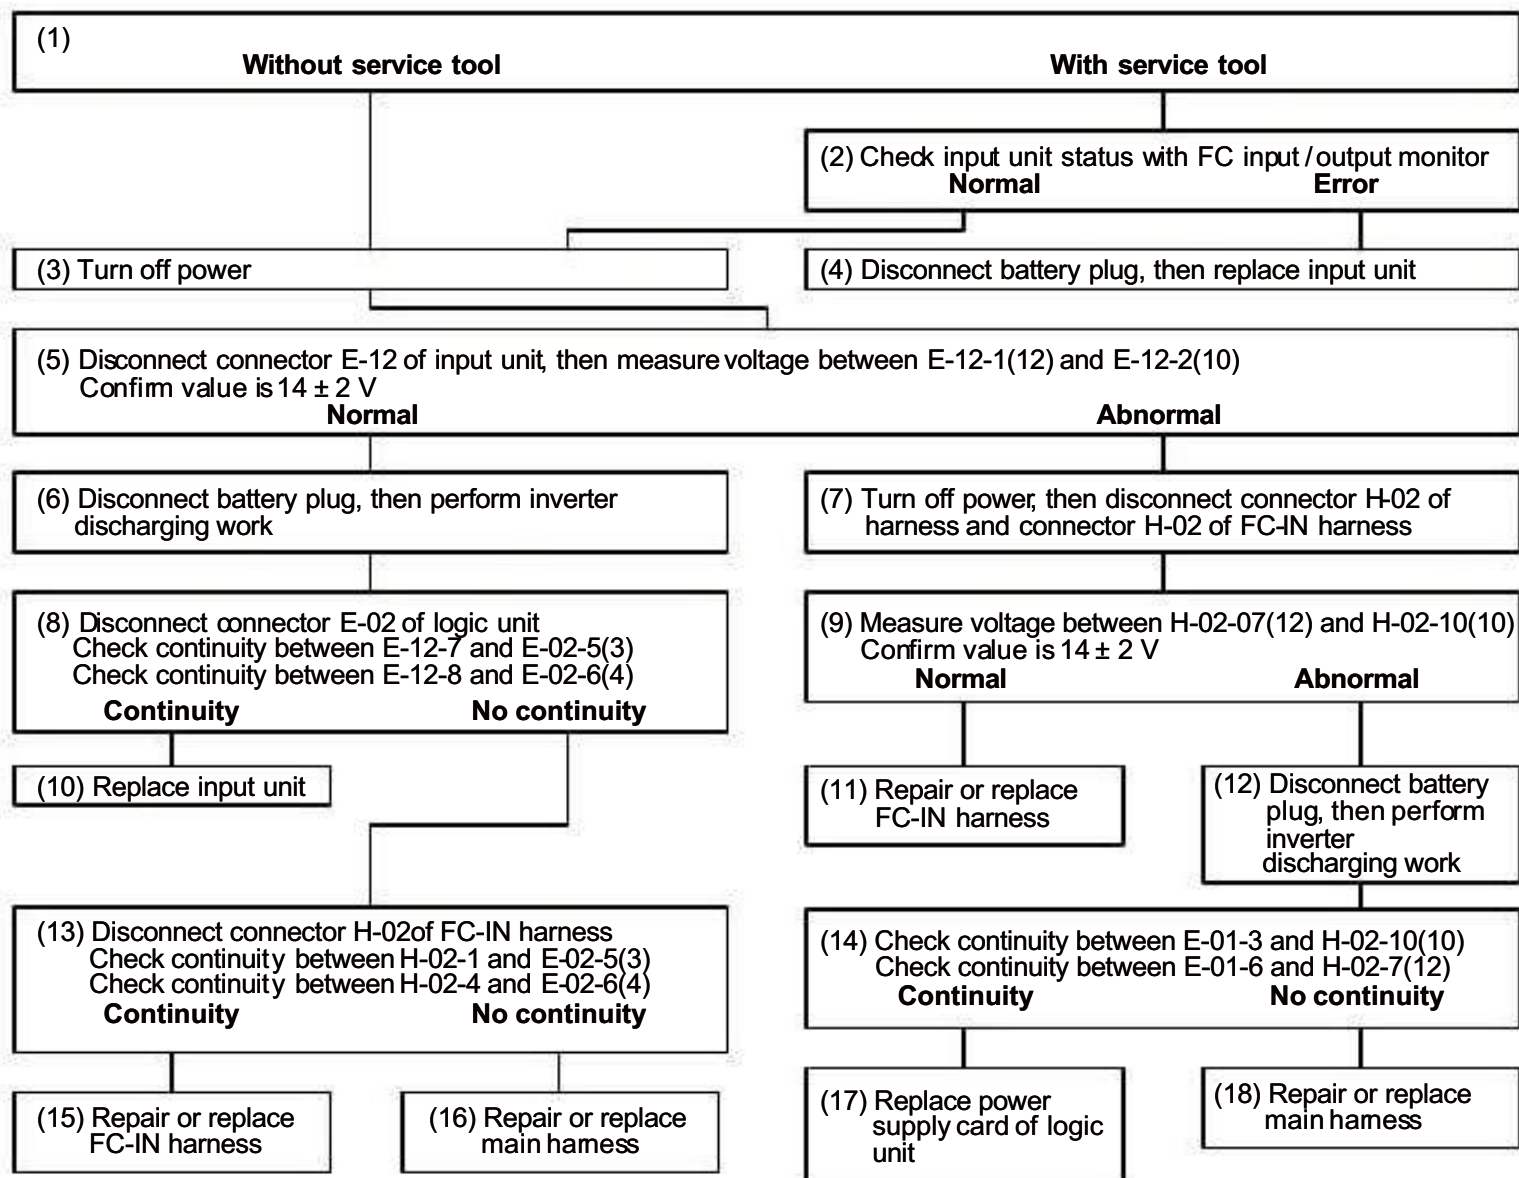 (1)
Without service tool
With service tool
(2) Check input unit status with FC input / output monitor
Normal
Error
(3) Turn off power
(4) Disconnect battery plug, then replace input unit
(5) Disconnect connector E-12 of input unit, then measure voltage between E-12-1(12) and E-12-2(10)
Confirm value is 14 ± 2 V
Normal
Abnormal
(6) Disconnect battery plug, then perform inverter
discharging work
(7) Turn off power, then disconnect connector H-02 of
harness and connector H-02 of FC-IN harness
(8) Disconnect connector E-02 of logic unit
Check continuity between E-12-7 and E-02-5(3)
Check continuity between E-12-8 and E-02-6(4)
Continuity
No continuity
(9) Measure voltage between H-02-07(12) and H-02-10(10)
Confirm value is 14 ± 2 V
Normal
Abnormal
(10) Replace input unit
(11) Repair or replace
FC-IN harness
(12) Disconnect battery
plug, then perform
inverter
discharging work
(13) Disconnect connector H-02of FC-IN harness
Check continuity between H-02-1 and E-02-5(3)
Check continuity between H-02-4 and E-02-6(4)
Continuity
No continuity
(14) Check continuity between E-01-3 and H-02-10(10)
Check continuity between E-01-6 and H-02-7(12)
Continuity
No continuity
(15) Repair or replace
FC-IN harness
(16) Repair or replace
main harness
(17) Replace power
supply card of logic
unit
(18) Repair or replace
main harness